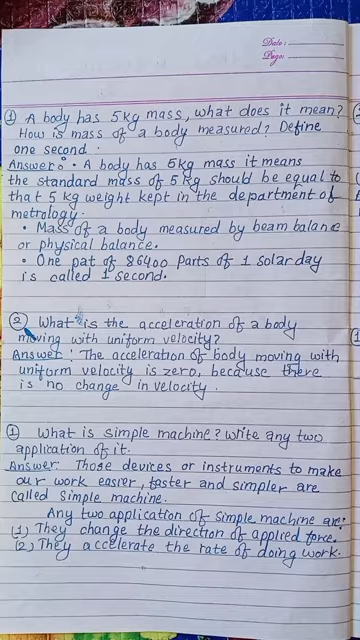 Date:
Page:
① A body has 5 kg mass, what does it mean?
How is mass of a body measured? Define
one second.
Answer: • A body has 5kg mass it means
the standard mass of 5 kg should be equal to
that 5 kg weight kept in the department of
metrology.
• Mass of a body measured by beam balance
or physical balance.
• One pat of 86400 parts of 1 solar day
is called 1 second.
② What is the acceleration of a body
moving with uniform velocity?
Answer: The acceleration of body moving with
uniform velocity is zero, because there
is no change in velocity.
① What is simple machine? Write any two
application of it.
Answer: Those devices or instruments to make
our work easier, faster and simpler are
called simple machine.
Any two application of simple machine are:
(1) They change the direction of applied force.
(2) They accelerate the rate of doing work.